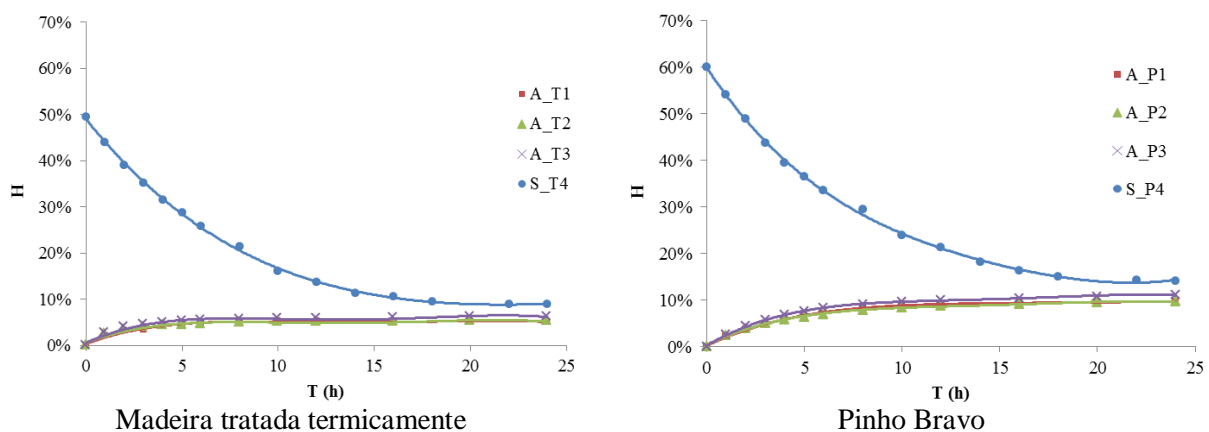 70%
60%
50%
40%
30%
20%
10%
0%
H
0 5 10 15 20 25
T (h)
A_T1
A_T2
A_T3
S_T4
Madeira tratada termicamente
70%
60%
50%
40%
30%
20%
10%
0%
H
0 5 10 15 20 25
T (h)
A_P1
A_P2
A_P3
S_P4
Pinho Bravo